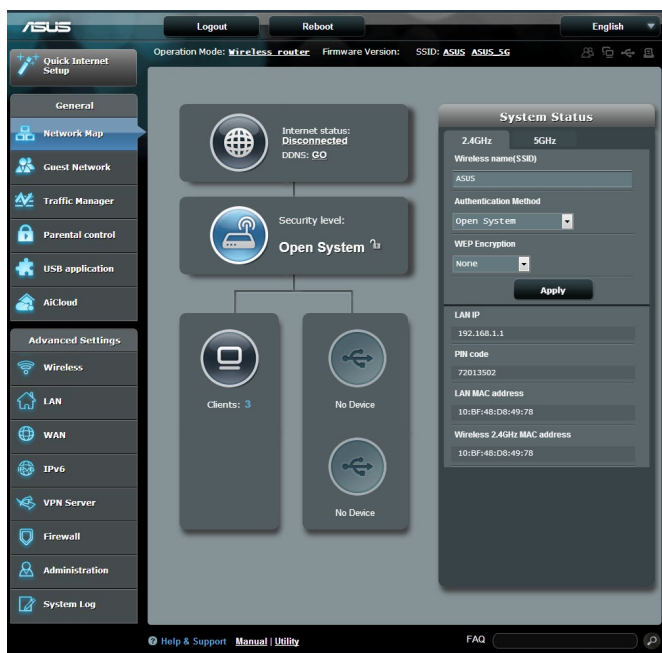 ASUS
Logout
Reboot
English
Quick Internet
Setup
Operation Mode: Wireless router Firmware Version: SSID: ASUS ASUS_5G
General
Network Map
Guest Network
Traffic Manager
Parental control
USB application
AiCloud
Advanced Settings
Wireless
LAN
WAN
IPv6
VPN Server
Firewall
Administration
System Log
Internet status:
Disconnected
DDNS: GO
Security level:
Open System
Clients: 3
No Device
No Device
System Status
2.4GHz
5GHz
Wireless name(SSID)
ASUS
Authentication Method
Open System
WEP Encryption
None
Apply
LAN IP
192.168.1.1
PIN code
72013502
LAN MAC address
10:BF:48:D8:49:78
Wireless 2.4GHz MAC address
10:BF:48:D8:49:78
Help & Support Manual | Utility
FAQ